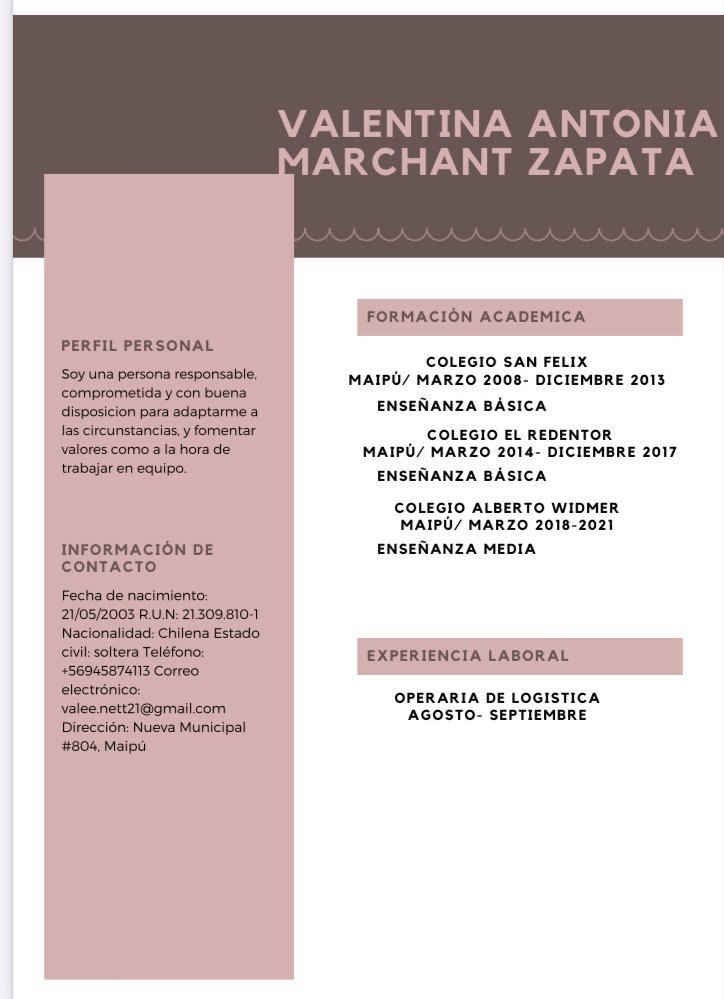 VALENTINA ANTONIA
MARCHANT ZAPATA
PERFIL PERSONAL
Soy una persona responsable,
comprometida y con buena
disposicion para adaptarme a
las circunstancias, y fomentar
valores como a la hora de
trabajar en equipo.
INFORMACIÓN DE
CONTACTO
Fecha de nacimiento:
21/05/2003 R.U.N: 21.309.810-1
Nacionalidad: Chilena Estado
civil: soltera Teléfono:
+56945874113 Correo
electrónico:
valee.nett21@gmail.com
Dirección: Nueva Municipal
#804, Maipú
FORMACIÓN ACADEMICA
COLEGIO SAN FELIX
MAIPÚ/ MARZO 2008- DICIEMBRE 2013
ENSEÑANZA BÁSICA
COLEGIO EL REDENTOR
MAIPÚ/ MARZO 2014- DICIEMBRE 2017
ENSEÑANZA BÁSICA
COLEGIO ALBERTO WIDMER
MAIPÚ/ MARZO 2018-2021
ENSEÑANZA MEDIA
EXPERIENCIA LABORAL
OPERARIA DE LOGISTICA
AGOSTO- SEPTIEMBRE